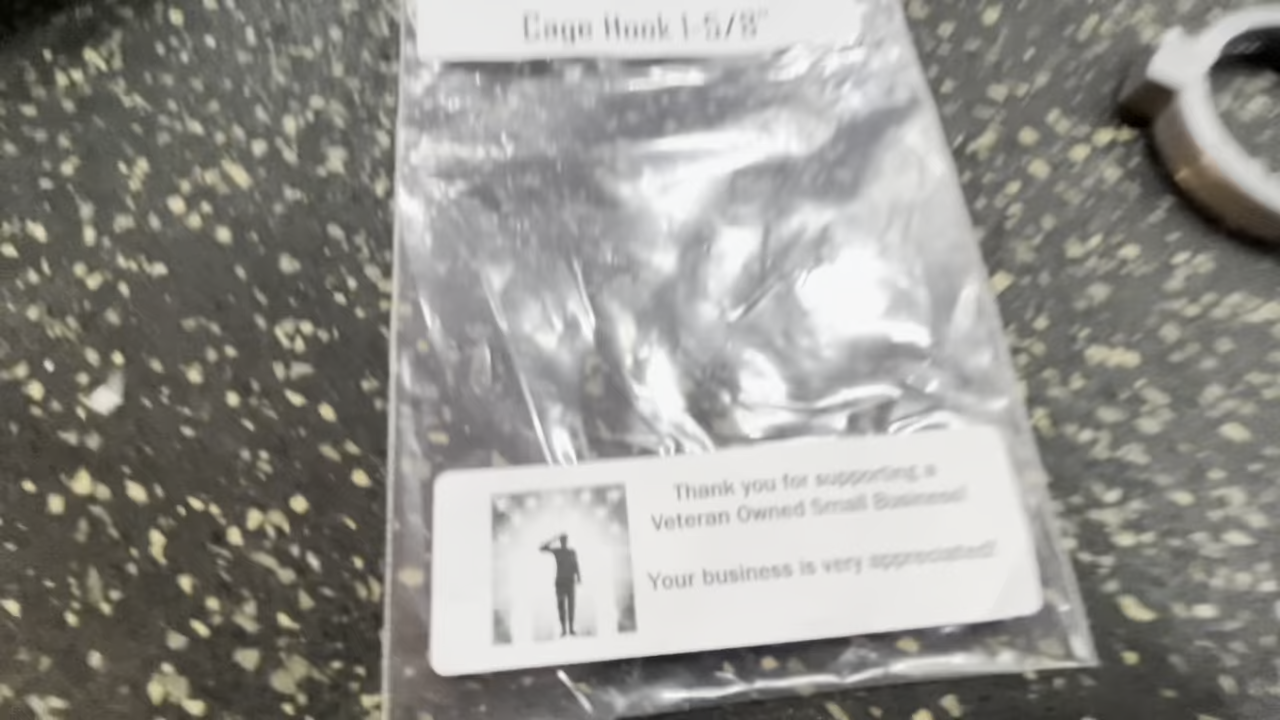 Cage Hook 1-5/8"
Thank you for supporting a
Veteran Owned Small Business!
Your business is very appreciated!